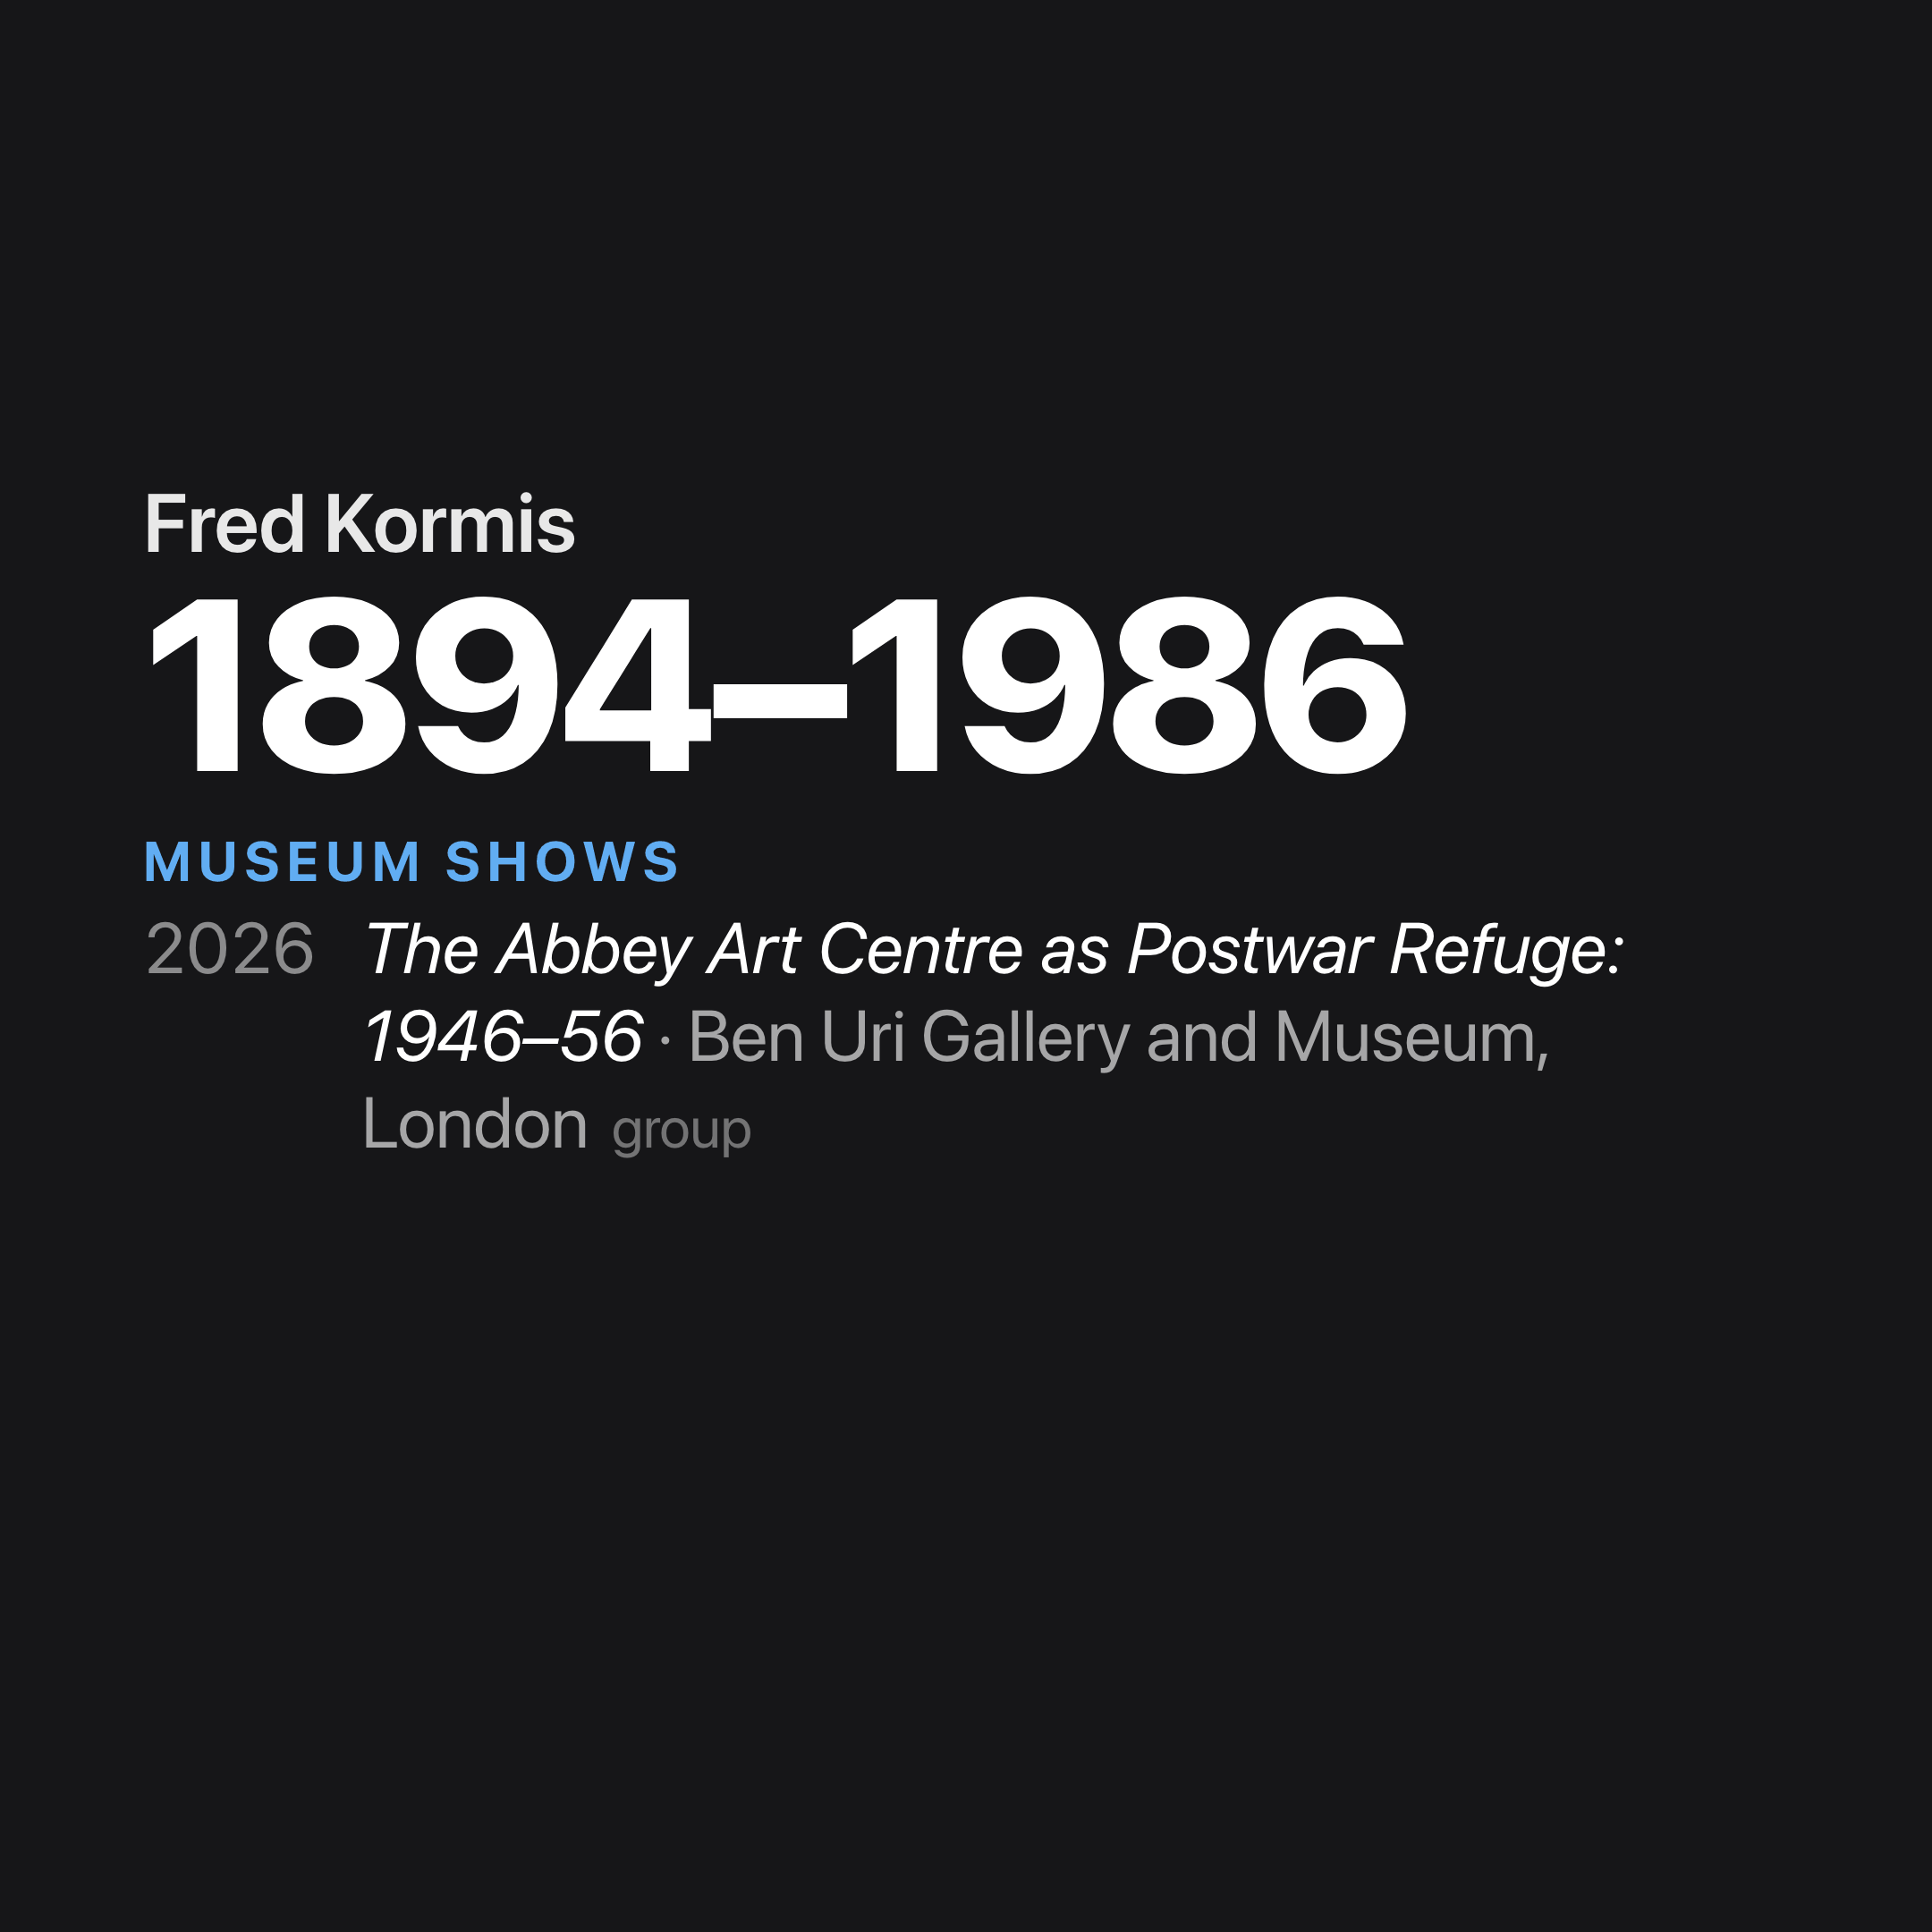 Fred Kormis
1894–1986
MUSEUM SHOWS
2026 The Abbey Art Centre as Postwar Refuge:
1946–56 · Ben Uri Gallery and Museum,
London group